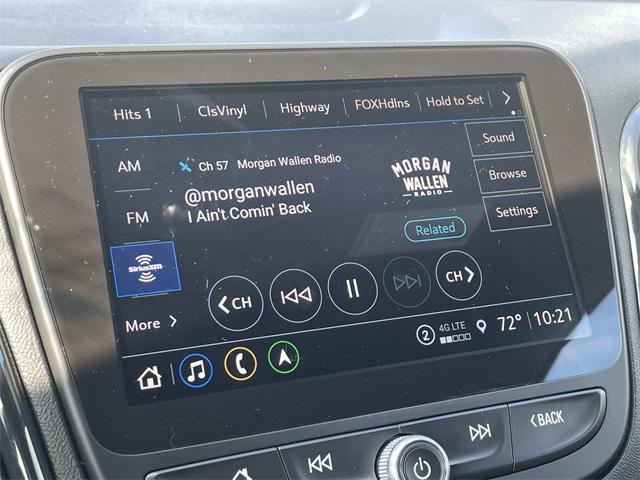 Hits 1 ClsVinyl Highway FOXHdlns Hold to Set
AM
Ch 57 Morgan Wallen Radio
Sound
MORGAN
WALLEN
RADIO
@morganwallen
Browse
FM
I Ain't Comin' Back
Settings
Related
SiriusXM
CH
CH
More
2 4G LTE 72° 10:21
BACK